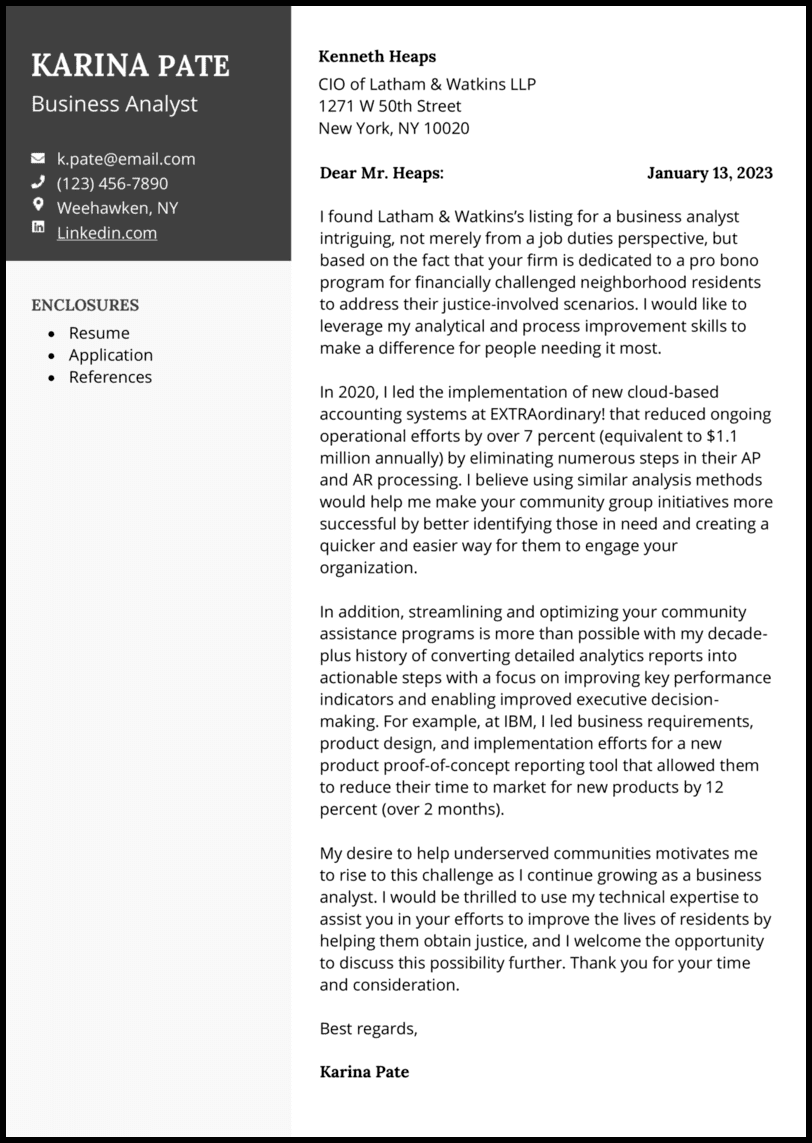 KARINA PATE
Business Analyst
k.pate@email.com
(123) 456-7890
Weehawken, NY
Linkedin.com
ENCLOSURES
• Resume
• Application
• References
Kenneth Heaps
CIO of Latham & Watkins LLP
1271 W 50th Street
New York, NY 10020
Dear Mr. Heaps: January 13, 2023
I found Latham & Watkins’s listing for a business analyst
intriguing, not merely from a job duties perspective, but
based on the fact that your firm is dedicated to a pro bono
program for financially challenged neighborhood residents
to address their justice-involved scenarios. I would like to
leverage my analytical and process improvement skills to
make a difference for people needing it most.
In 2020, I led the implementation of new cloud-based
accounting systems at EXTRAordinary! that reduced ongoing
operational efforts by over 7 percent (equivalent to $1.1
million annually) by eliminating numerous steps in their AP
and AR processing. I believe using similar analysis methods
would help me make your community group initiatives more
successful by better identifying those in need and creating a
quicker and easier way for them to engage your
organization.
In addition, streamlining and optimizing your community
assistance programs is more than possible with my decade-
plus history of converting detailed analytics reports into
actionable steps with a focus on improving key performance
indicators and enabling improved executive decision-
making. For example, at IBM, I led business requirements,
product design, and implementation efforts for a new
product proof-of-concept reporting tool that allowed them
to reduce their time to market for new products by 12
percent (over 2 months).
My desire to help underserved communities motivates me
to rise to this challenge as I continue growing as a business
analyst. I would be thrilled to use my technical expertise to
assist you in your efforts to improve the lives of residents by
helping them obtain justice, and I welcome the opportunity
to discuss this possibility further. Thank you for your time
and consideration.
Best regards,
Karina Pate